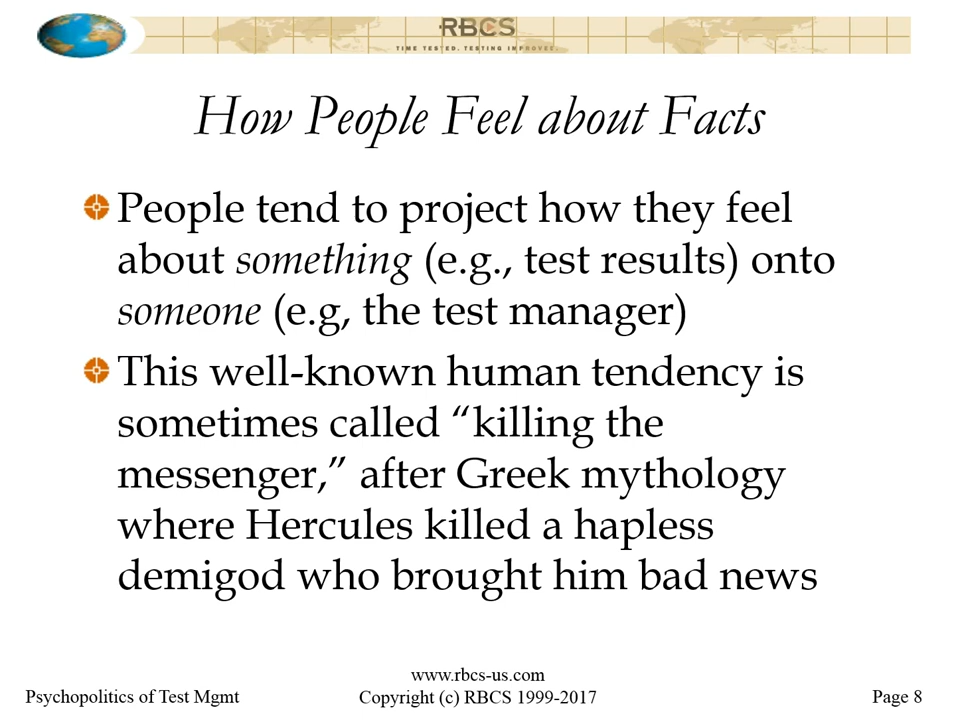 RBCS
TIME TESTED. TESTING IMPROVED.
How People Feel about Facts
People tend to project how they feel
about something (e.g., test results) onto
someone (e.g, the test manager)
This well-known human tendency is
sometimes called “killing the
messenger,” after Greek mythology
where Hercules killed a hapless
demigod who brought him bad news
www.rbcs-us.com
Psychopolitics of Test Mgmt
Copyright (c) RBCS 1999-2017
Page 8